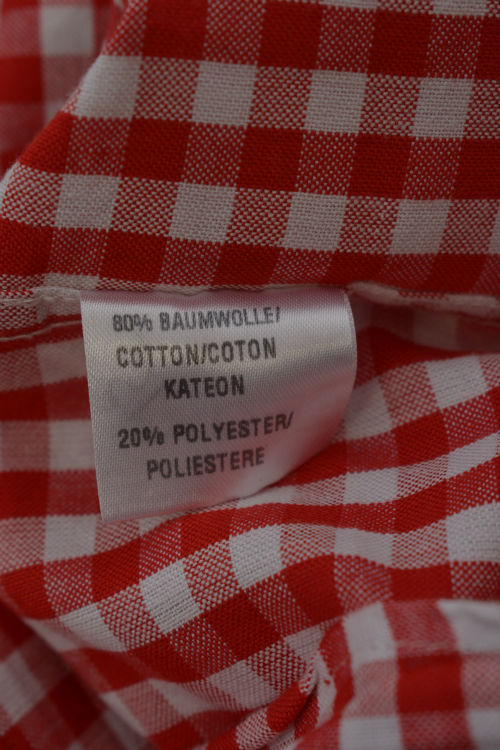 80% BAUMWOLLE/
COTTON/COTON
KATEON
20% POLYESTER/
POLIESTERE